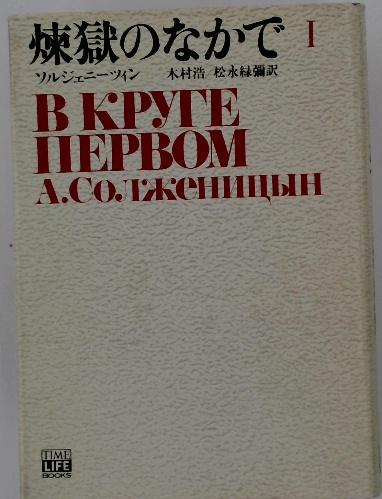 煉獄のなかで I
ソルジェニーツィン 木村浩 松永緑彌訳
В КРУГЕ
ПЕРВОМ
А.Солженицын
TIME
LIFE
BOOKS